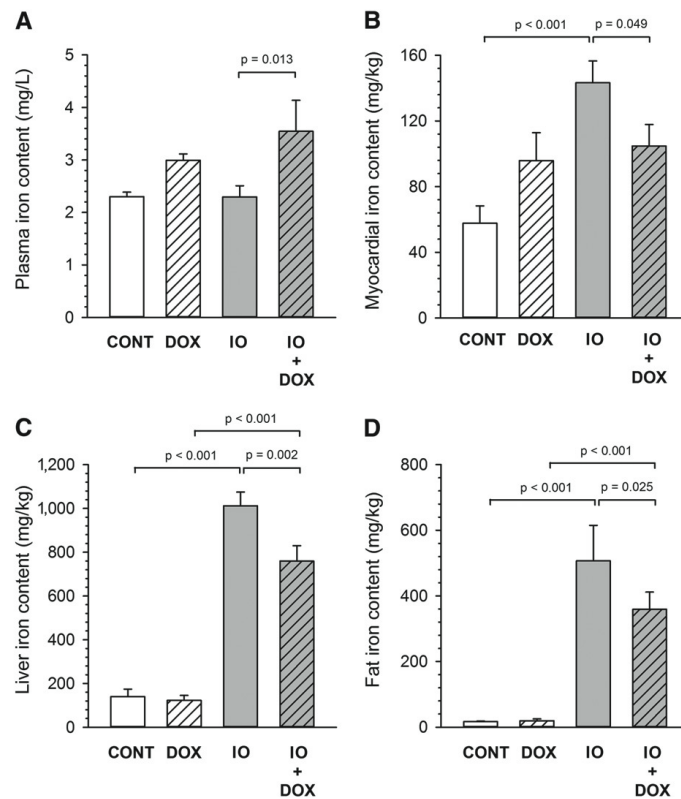 A
p = 0.013
Plasma iron content (mg/L)
5
4
3
2
1
0
CONT DOX IO IO
+
DOX
B
p < 0.001 p = 0.049
Myocardial iron content (mg/kg)
160
120
80
60
40
0
CONT DOX IO IO
+
DOX
C
p < 0.001
p < 0.001 p = 0.002
Liver iron content (mg/kg)
1,200
1,000
800
600
400
200
0
CONT DOX IO IO
+
DOX
D
p < 0.001
p < 0.001 p = 0.025
Fat iron content (mg/kg)
800
600
400
200
0
CONT DOX IO IO
+
DOX